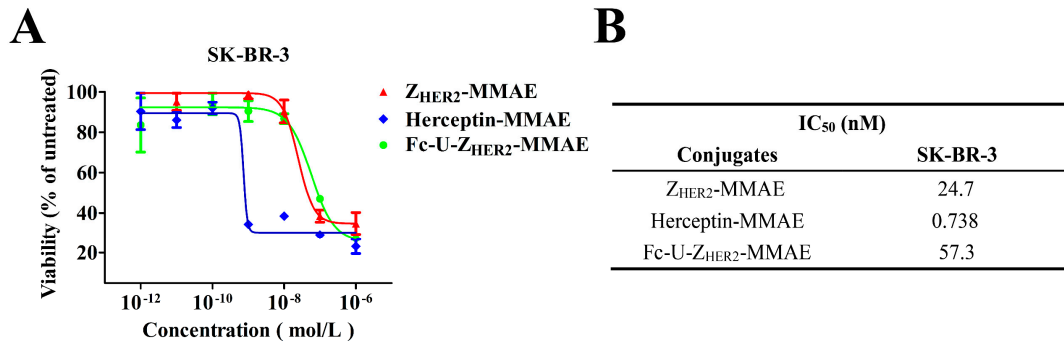 A
SK-BR-3
Viability (% of untreated)
100
80
60
40
20
10-12
10-10
10-8
10-6
Concentration ( mol/L )
ZHER2-MMAE
Herceptin-MMAE
Fc-U-ZHER2-MMAE
B
IC50 (nM)
Conjugates SK-BR-3
ZHER2-MMAE 24.7
Herceptin-MMAE 0.738
Fc-U-ZHER2-MMAE 57.3